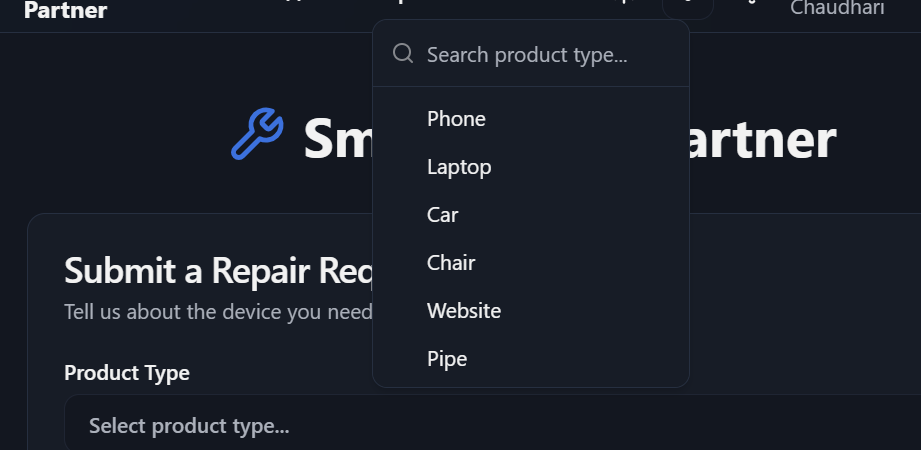 Partner
Chaudhari
Search product type...
Phone
Laptop
Car
Chair
Website
Pipe
Sm artner
Submit a Repair Req
Tell us about the device you need
Product Type
Select product type...